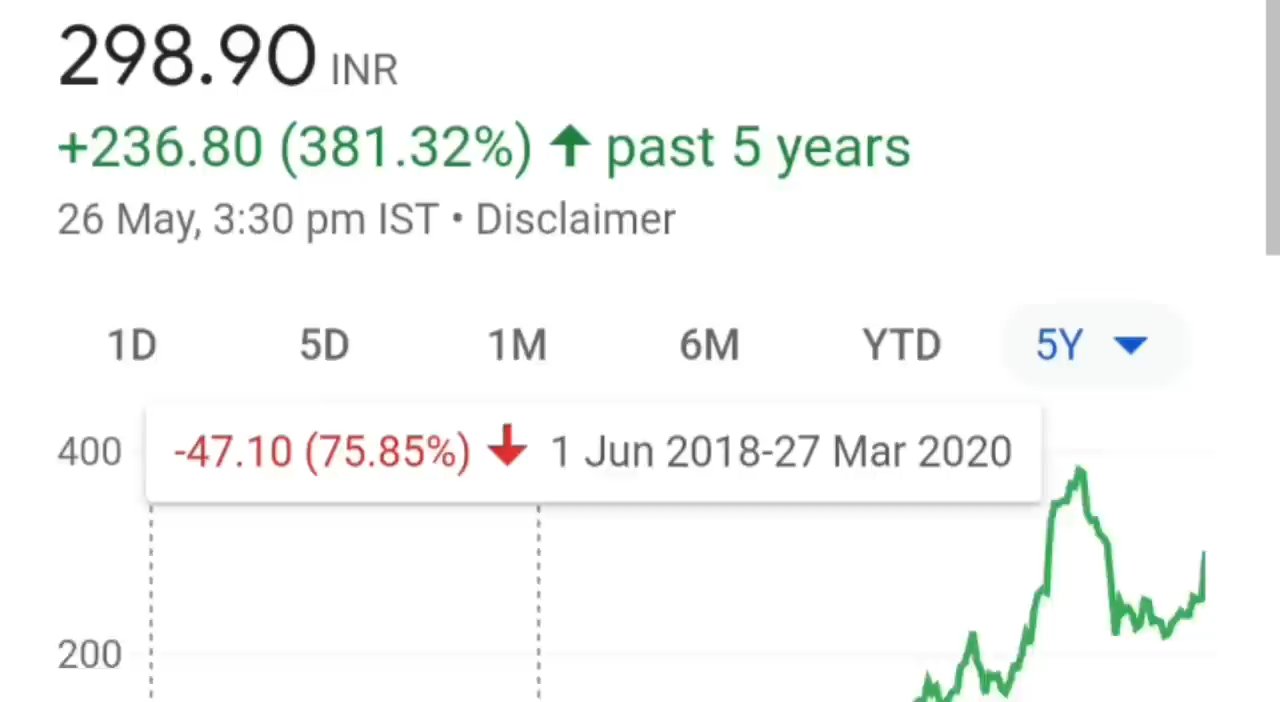 298.90 INR
+236.80 (381.32%) ↑ past 5 years
26 May, 3:30 pm IST • Disclaimer
1D 5D 1M 6M YTD 5Y
400
-47.10 (75.85%) ↓ 1 Jun 2018-27 Mar 2020
200